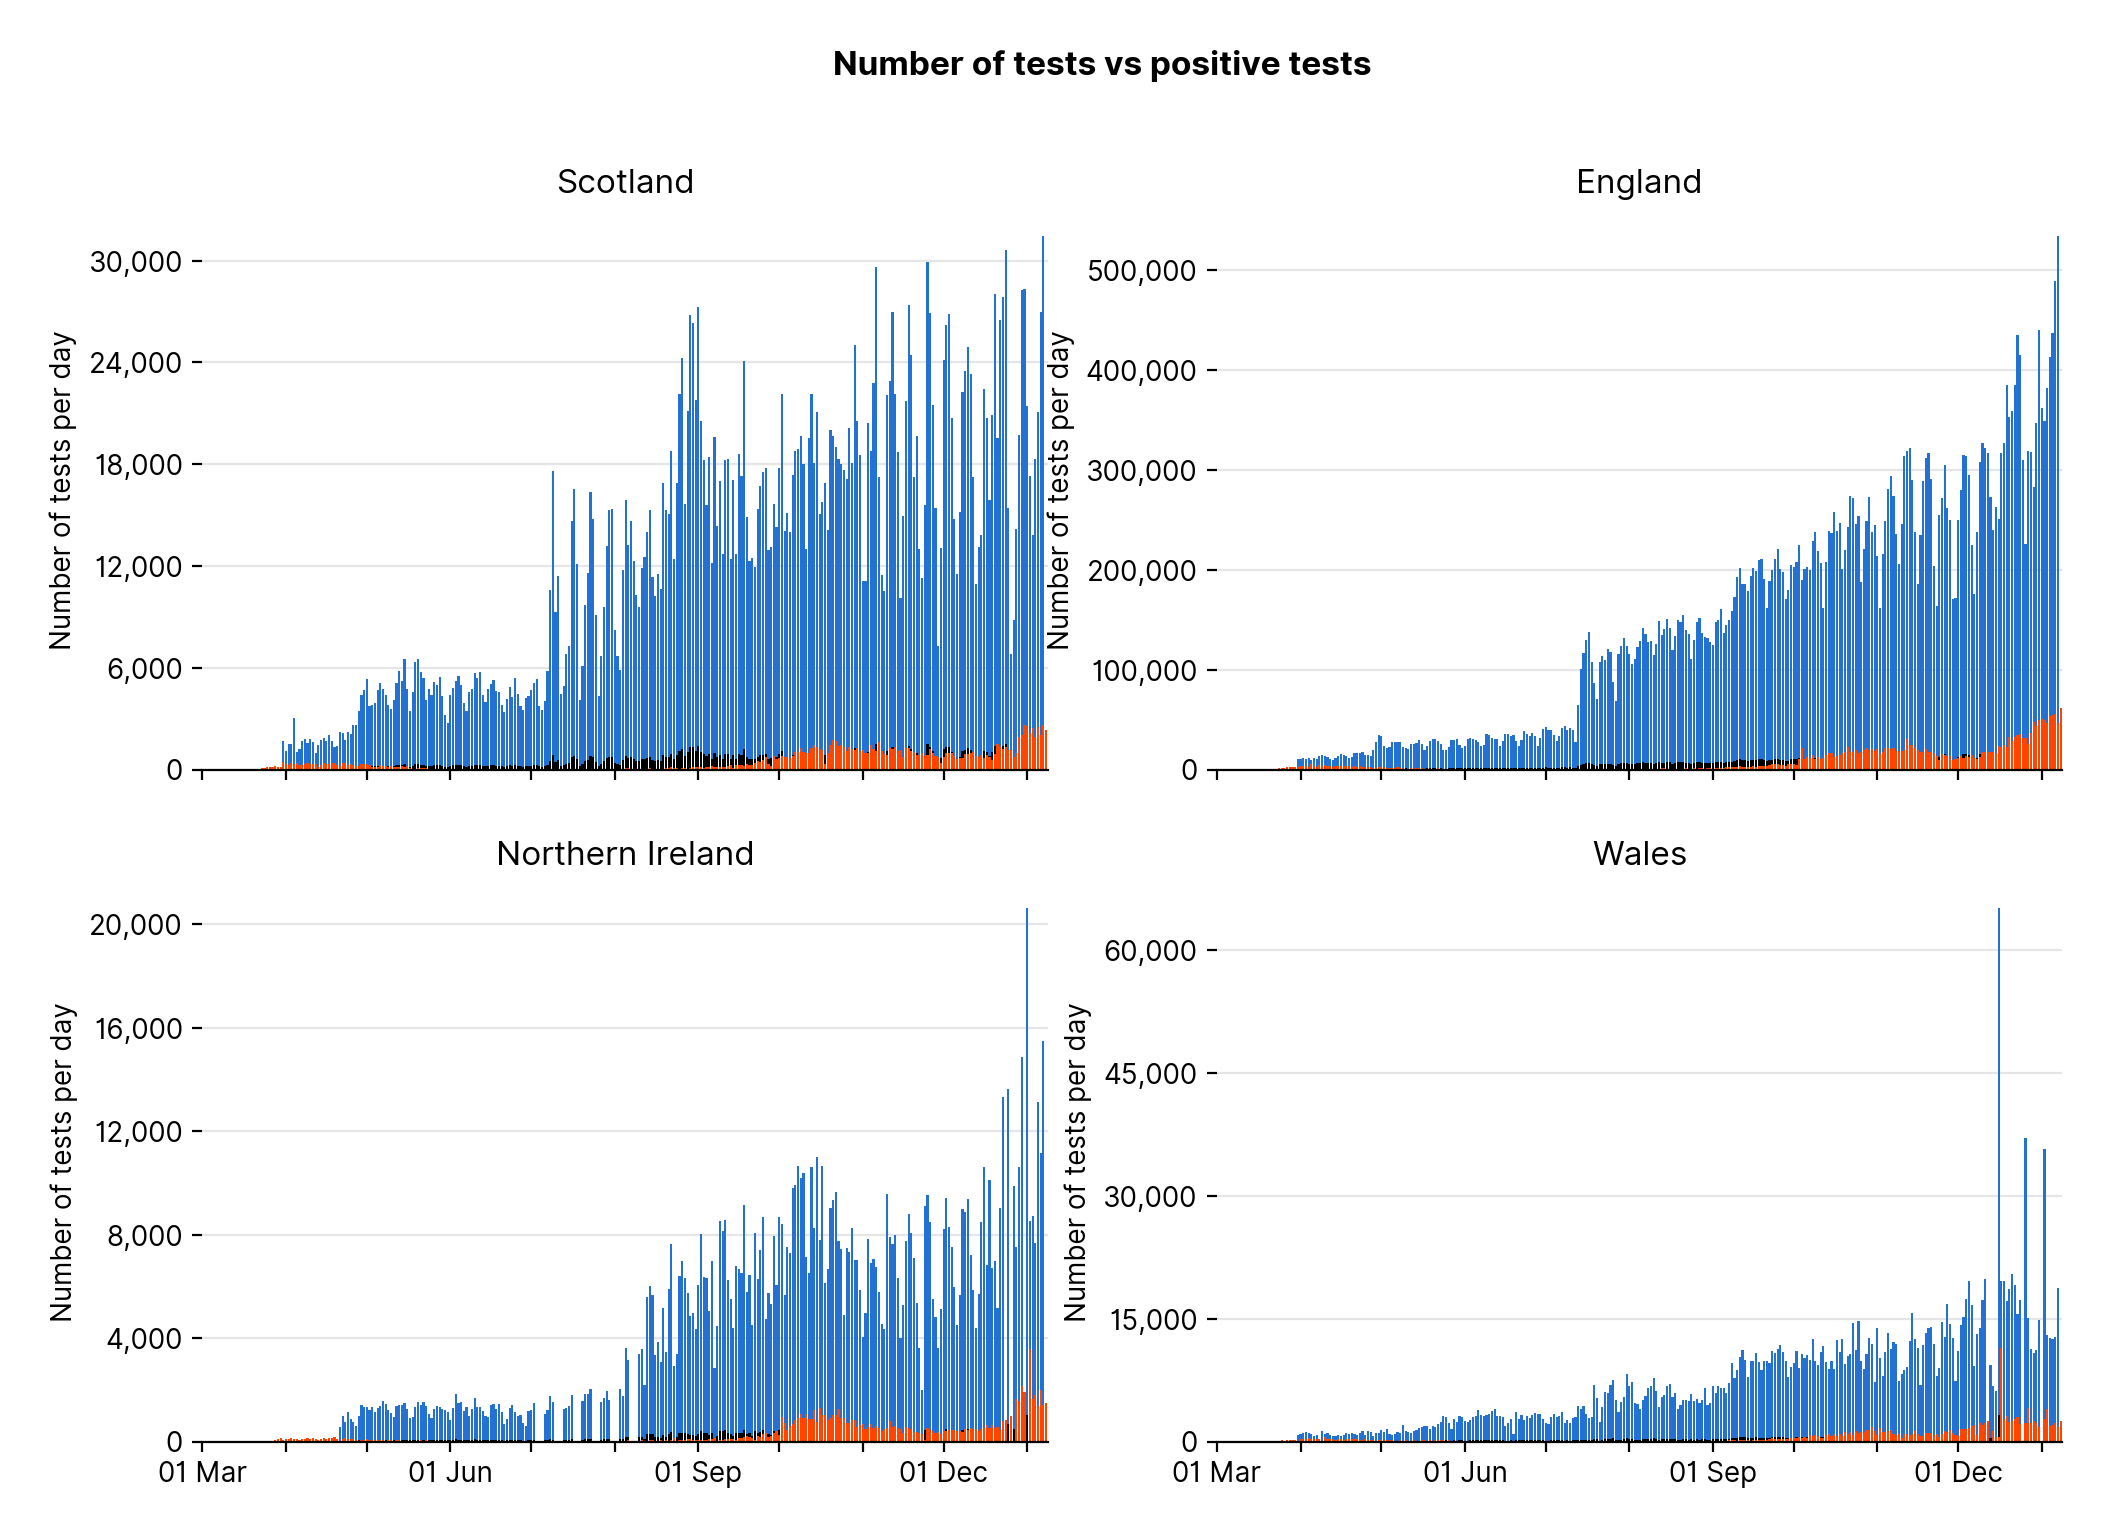 Number of tests vs positive tests
Scotland
Number of tests per day
30,000
24,000
18,000
12,000
6,000
0
England
Number of tests per day
500,000
400,000
300,000
200,000
100,000
0
Northern Ireland
Number of tests per day
20,000
16,000
12,000
8,000
4,000
0
01 Mar
01 Jun
01 Sep
01 Dec
Wales
Number of tests per day
60,000
45,000
30,000
15,000
0
01 Mar
01 Jun
01 Sep
01 Dec